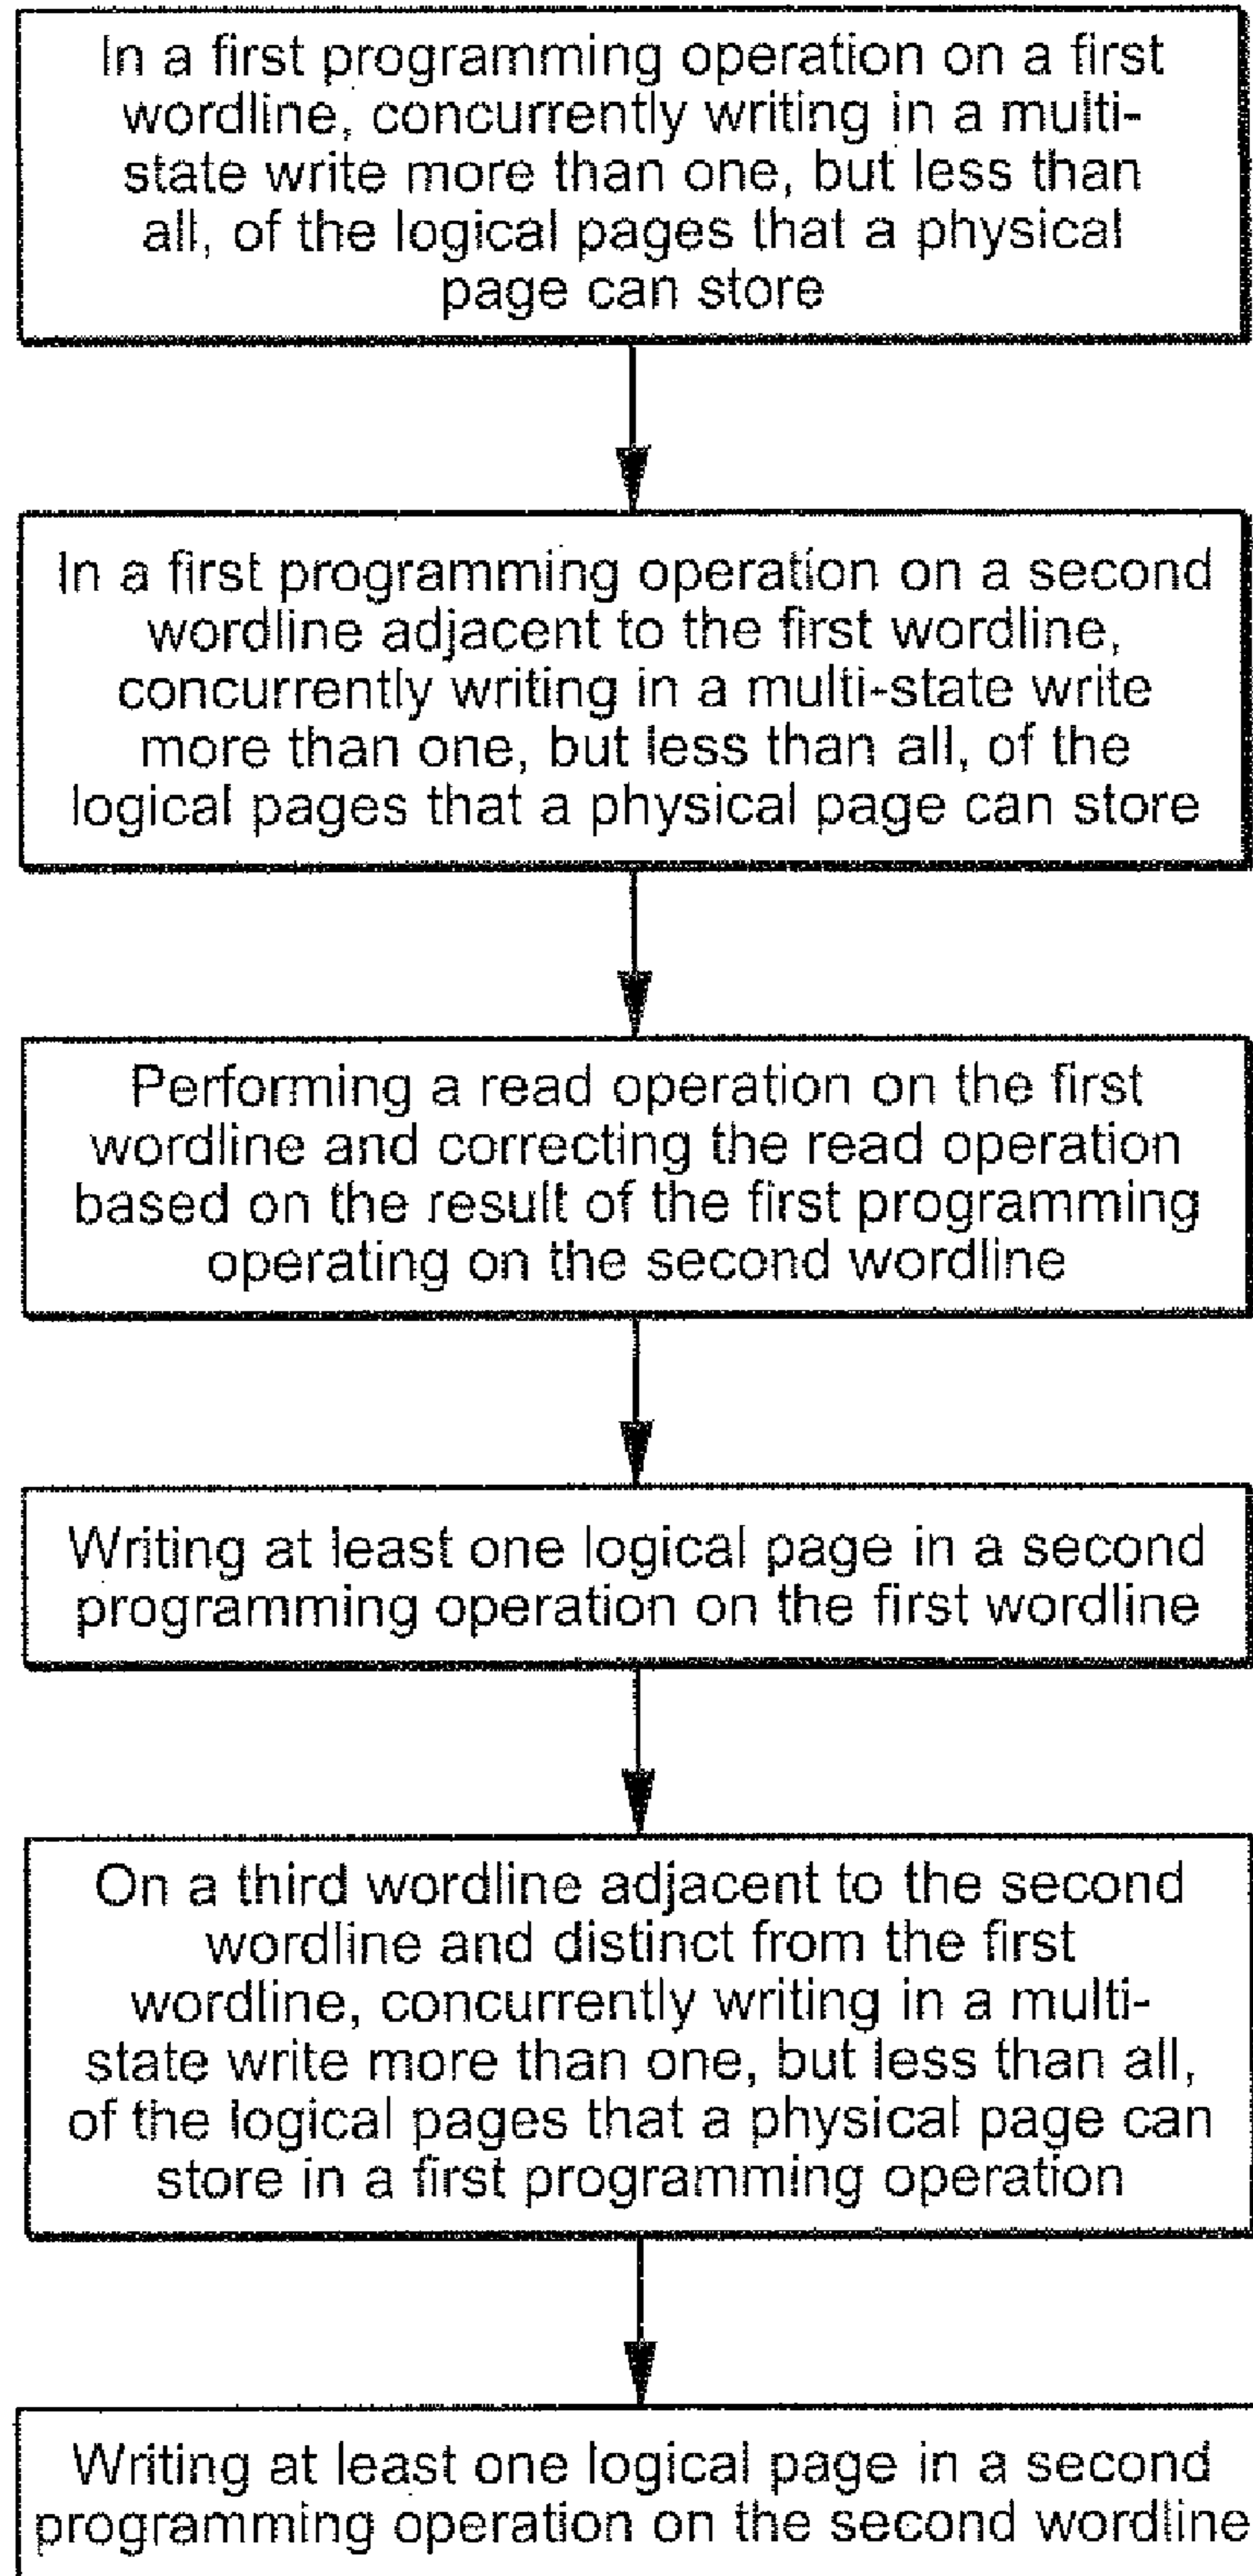 In a first programming operation on a first
wordline, concurrently writing in a multi-
state write more than one, but less than
all, of the logical pages that a physical
page can store
In a first programming operation on a second
wordline adjacent to the first wordline,
concurrently writing in a multi-state write
more than one, but less than all, of the
logical pages that a physical page can store
Performing a read operation on the first
wordline and correcting the read operation
based on the result of the first programming
operating on the second wordline
Writing at least one logical page in a second
programming operation on the first wordline
On a third wordline adjacent to the second
wordline and distinct from the first
wordline, concurrently writing in a multi-
state write more than one, but less than all,
of the logical pages that a physical page can
store in a first programming operation
Writing at least one logical page in a second
programming operation on the second wordline